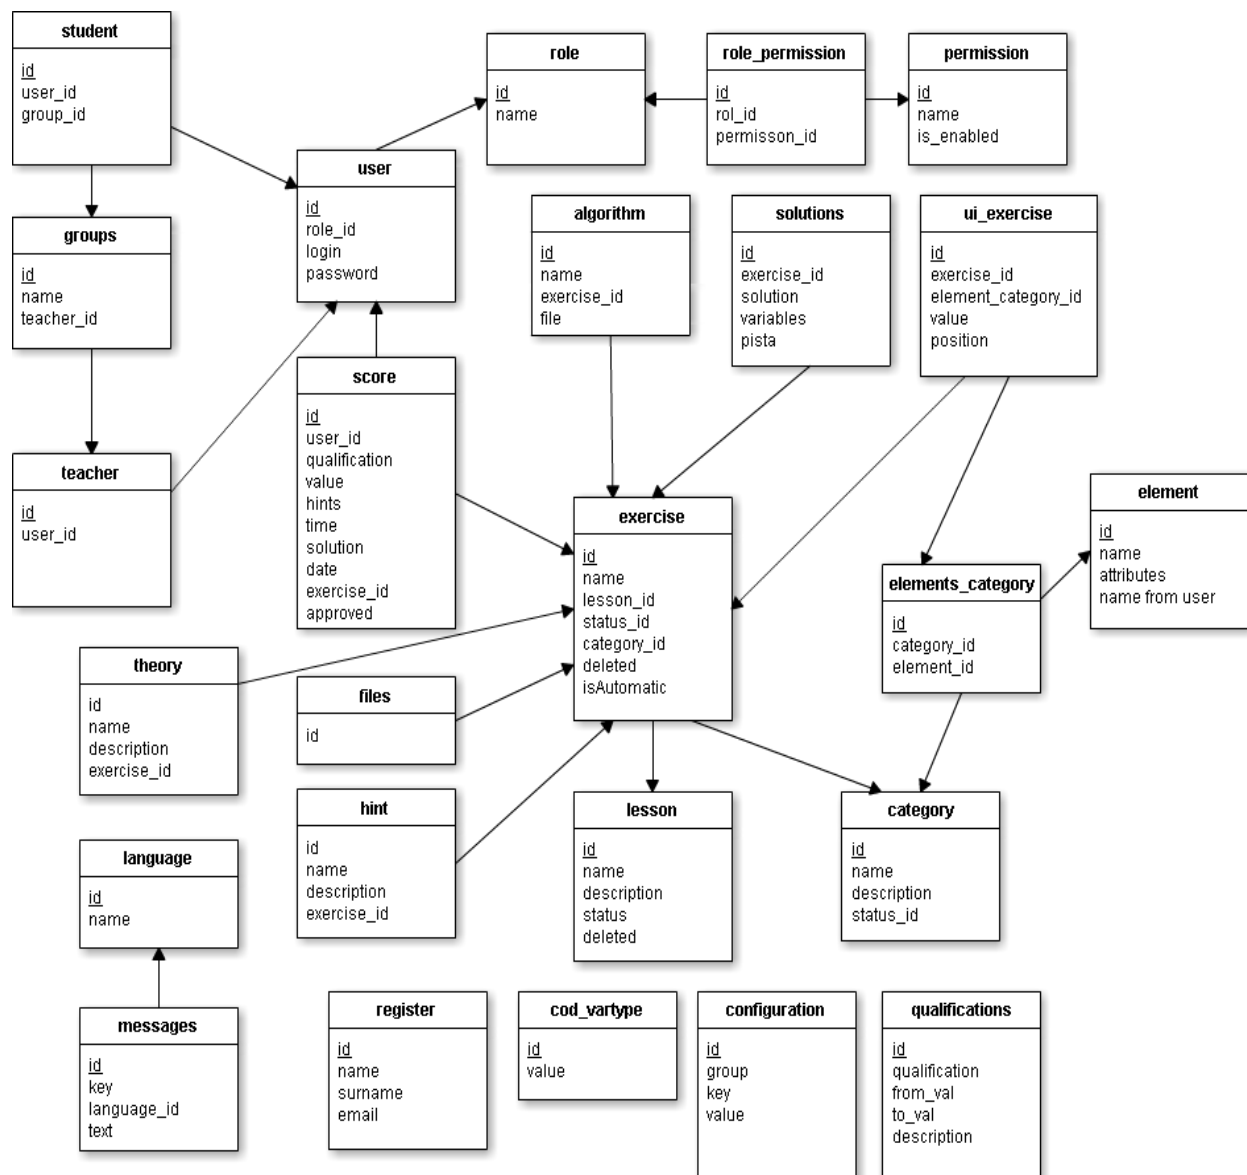 student
id
user_id
group_id
role
id
name
role_permission
id
rol_id
permisson_id
permission
id
name
is_enabled
user
id
role_id
login
password
groups
id
name
teacher_id
algorithm
id
name
exercise_id
file
solutions
id
exercise_id
solution
variables
pista
ui_exercise
id
exercise_id
element_category_id
value
position
score
id
user_id
qualification
value
hints
time
solution
date
exercise_id
approved
teacher
id
user_id
exercise
id
name
lesson_id
status_id
category_id
deleted
isAutomatic
element
id
name
attributes
name from user
elements_category
id
category_id
element_id
theory
id
name
description
exercise_id
files
id
hint
id
name
description
exercise_id
lesson
id
name
description
status
deleted
category
id
name
description
status_id
language
id
name
messages
id
key
language_id
text
register
id
name
surname
email
cod_vartype
id
value
configuration
id
group
key
value
qualifications
id
qualification
from_val
to_val
description